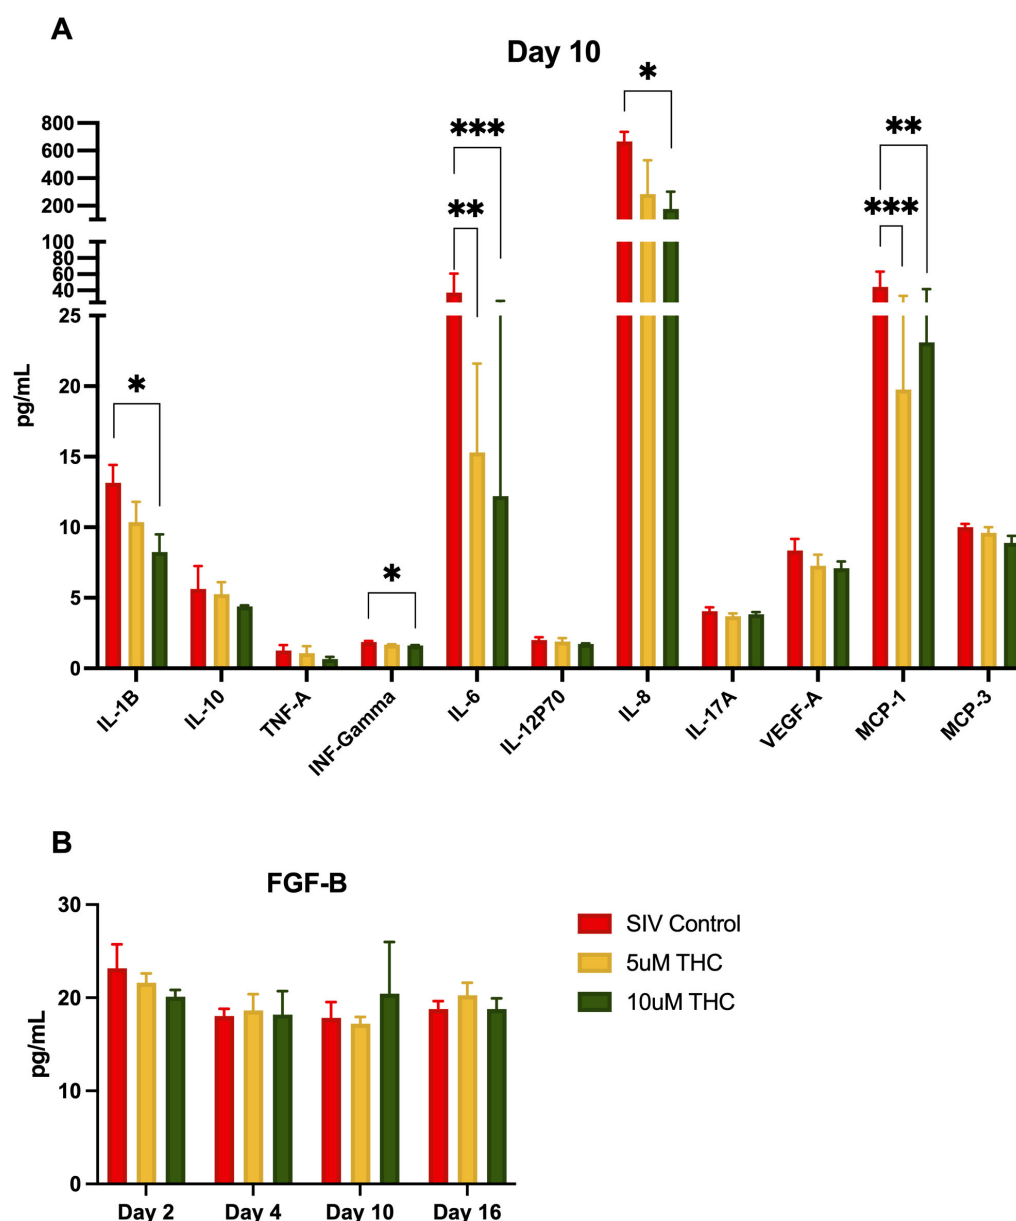 A
Day 10
*
***
**
**
***
*
*
800
600
400
200
100
80
60
40
25
20
15
10
5
0
pg/mL
IL-1B
IL-10
TNF-A
INF-Gamma
IL-6
IL-12P70
IL-8
IL-17A
VEGF-A
MCP-1
MCP-3
B
FGF-B
30
20
10
0
pg/mL
Day 2
Day 4
Day 10
Day 16
SIV Control
5uM THC
10uM THC